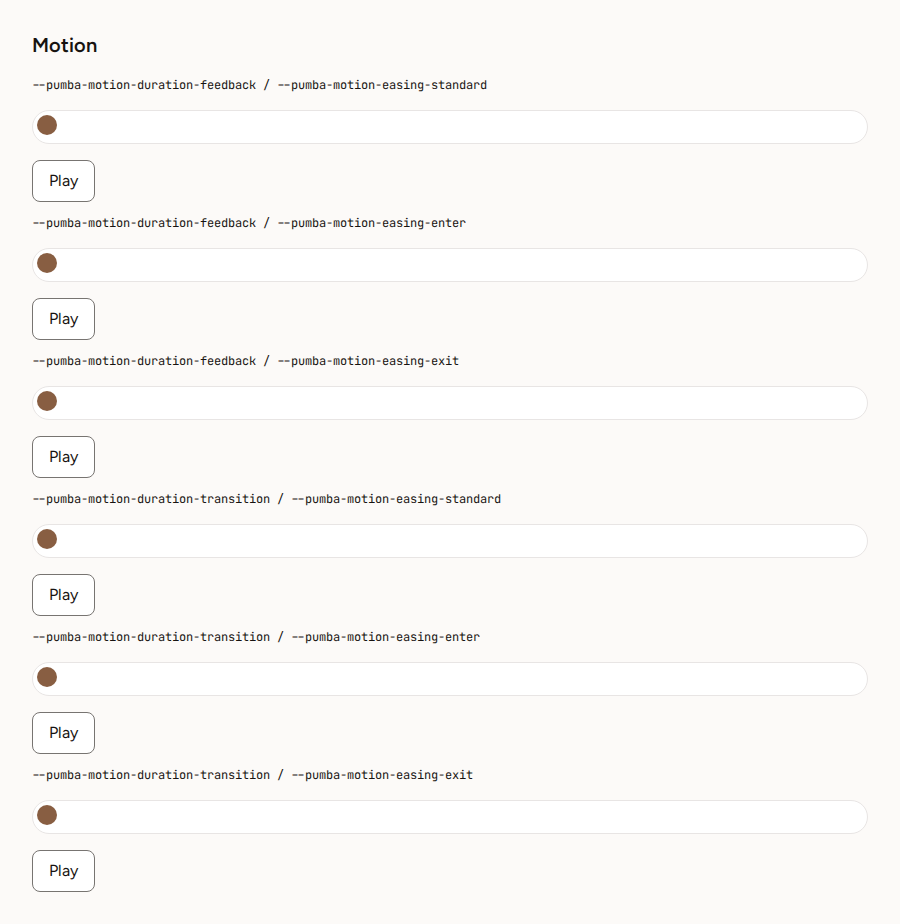 Motion
--pumba-motion-duration-feedback / --pumba-motion-easing-standard
Play
--pumba-motion-duration-feedback / --pumba-motion-easing-enter
Play
--pumba-motion-duration-feedback / --pumba-motion-easing-exit
Play
--pumba-motion-duration-transition / --pumba-motion-easing-standard
Play
--pumba-motion-duration-transition / --pumba-motion-easing-enter
Play
--pumba-motion-duration-transition / --pumba-motion-easing-exit
Play